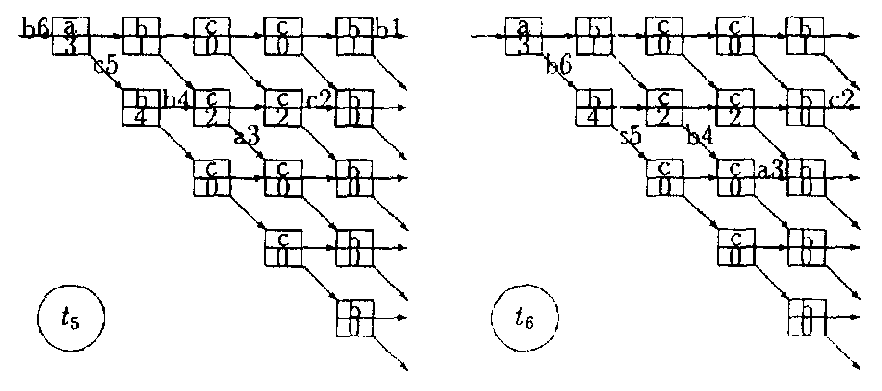 b6 a b c c b b1 a b c c b
3 1 0 0 1 3 1 0 0 1
c5 b6
b b4 c c c2 b b c c b c2
4 2 2 0 4 2 2 0
a3 s5 b4
c c b c c a3 b
0 0 0 0 0 0
c b c b
0 0 0 0
b b
0 0
t5 t6